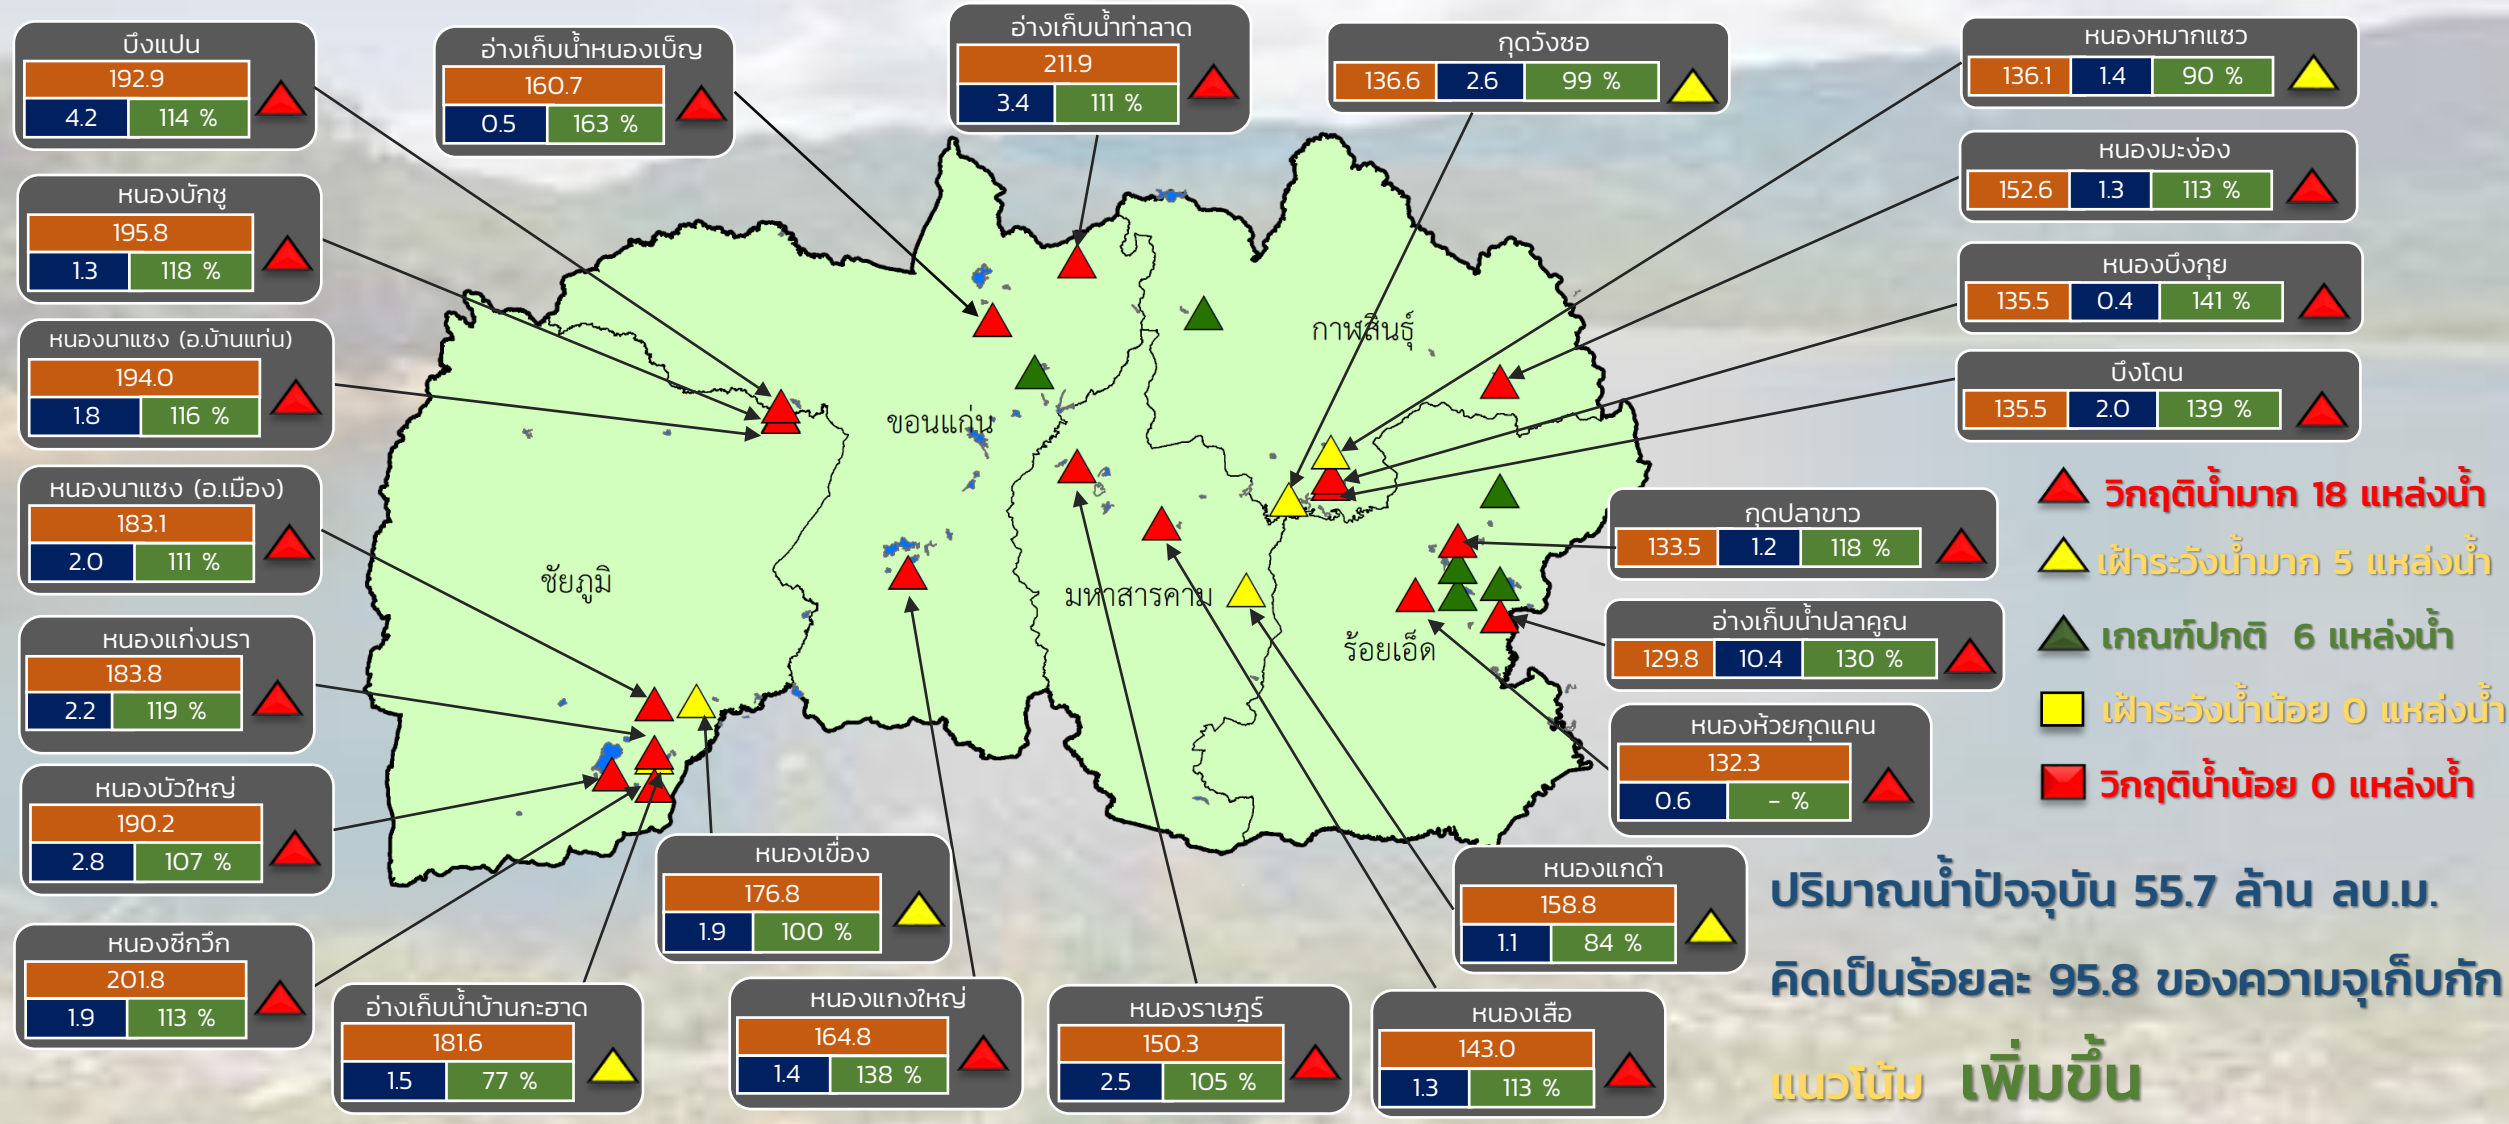 บึงแปน
192.9
4.2 114 %
อ่างเก็บน้ำหนองเบ็ญ
160.7
0.5 163 %
อ่างเก็บน้ำท่าลาด
211.9
3.4 111 %
กุดวังซอ
136.6 2.6 99 %
หนองหมากแซว
136.1 1.4 90 %
หนองบักชู
195.8
1.3 118 %
หนองมะง่อง
152.6 1.3 113 %
หนองนาแซง (อ.บ้านแท่น)
194.0
1.8 116 %
หนองบึงกุย
135.5 0.4 141 %
บึงโดน
135.5 2.0 139 %
หนองนาแซง (อ.เมือง)
183.1
2.0 111 %
กุดปลาขาว
133.5 1.2 118 %
หนองแก่งนรา
183.8
2.2 119 %
อ่างเก็บน้ำปลาคูณ
129.8 10.4 130 %
หนองห้วยกุดแคน
132.3
0.6 - %
หนองบัวใหญ่
190.2
2.8 107 %
หนองซีกวึก
201.8
1.9 113 %
อ่างเก็บน้ำบ้านกะฮาด
181.6
1.5 77 %
หนองเขื่อง
176.8
1.9 100 %
หนองแกงใหญ่
164.8
1.4 138 %
หนองราษฎร์
150.3
2.5 105 %
หนองเสือ
143.0
1.3 113 %
หนองแกดำ
158.8
1.1 84 %
กาฬสินธุ์
ขอนแก่น
ชัยภูมิ
มหาสารคาม
ร้อยเอ็ด
วิกฤติน้ำมาก 18 แหล่งน้ำ
เฝ้าระวังน้ำมาก 5 แหล่งน้ำ
เกณฑ์ปกติ 6 แหล่งน้ำ
เฝ้าระวังน้ำน้อย 0 แหล่งน้ำ
วิกฤติน้ำน้อย 0 แหล่งน้ำ
ปริมาณน้ำปัจจุบัน 55.7 ล้าน ลบ.ม.
คิดเป็นร้อยละ 95.8 ของความจุเก็บกัก
แนวโน้ม เพิ่มขึ้น